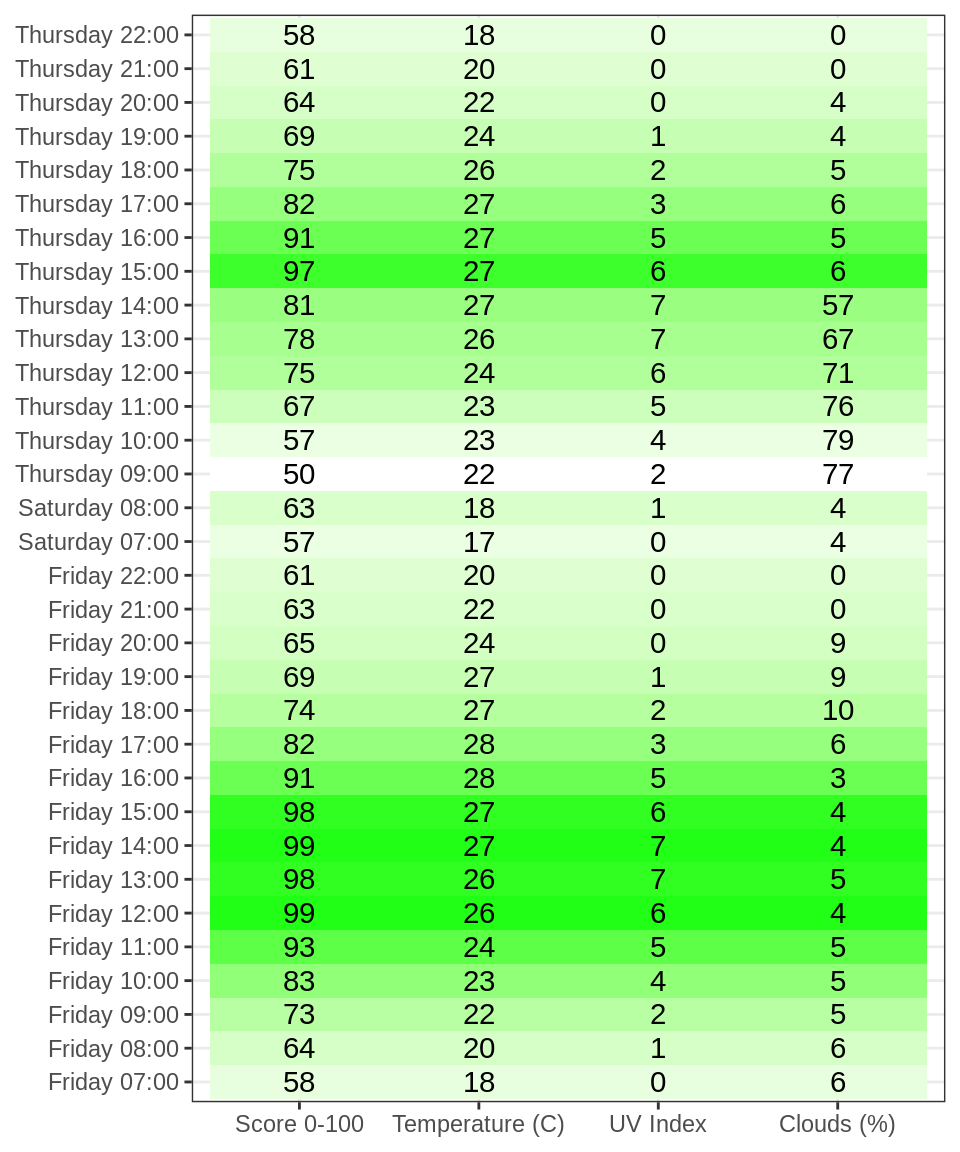 Thursday 22:00 58 18 0 0
Thursday 21:00 61 20 0 0
Thursday 20:00 64 22 0 4
Thursday 19:00 69 24 1 4
Thursday 18:00 75 26 2 5
Thursday 17:00 82 27 3 6
Thursday 16:00 91 27 5 5
Thursday 15:00 97 27 6 6
Thursday 14:00 81 27 7 57
Thursday 13:00 78 26 7 67
Thursday 12:00 75 24 6 71
Thursday 11:00 67 23 5 76
Thursday 10:00 57 23 4 79
Thursday 09:00 50 22 2 77
Saturday 08:00 63 18 1 4
Saturday 07:00 57 17 0 4
Friday 22:00 61 20 0 0
Friday 21:00 63 22 0 0
Friday 20:00 65 24 0 9
Friday 19:00 69 27 1 9
Friday 18:00 74 27 2 10
Friday 17:00 82 28 3 6
Friday 16:00 91 28 5 3
Friday 15:00 98 27 6 4
Friday 14:00 99 27 7 4
Friday 13:00 98 26 7 5
Friday 12:00 99 26 6 4
Friday 11:00 93 24 5 5
Friday 10:00 83 23 4 5
Friday 09:00 73 22 2 5
Friday 08:00 64 20 1 6
Friday 07:00 58 18 0 6
Score 0-100 Temperature (C) UV Index Clouds (%)